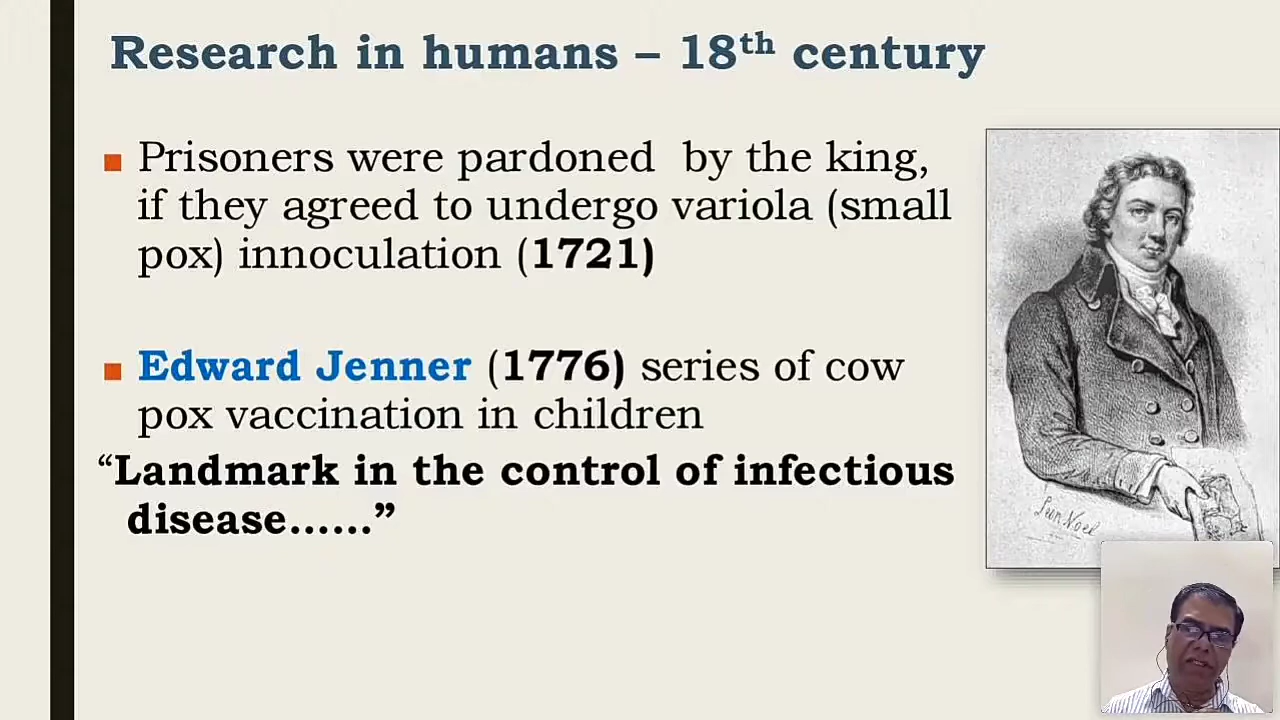 Research in humans – 18th century
Prisoners were pardoned by the king,
if they agreed to undergo variola (small
pox) innoculation (1721)
Edward Jenner (1776) series of cow
pox vaccination in children
“Landmark in the control of infectious
disease……”
Leon Noel